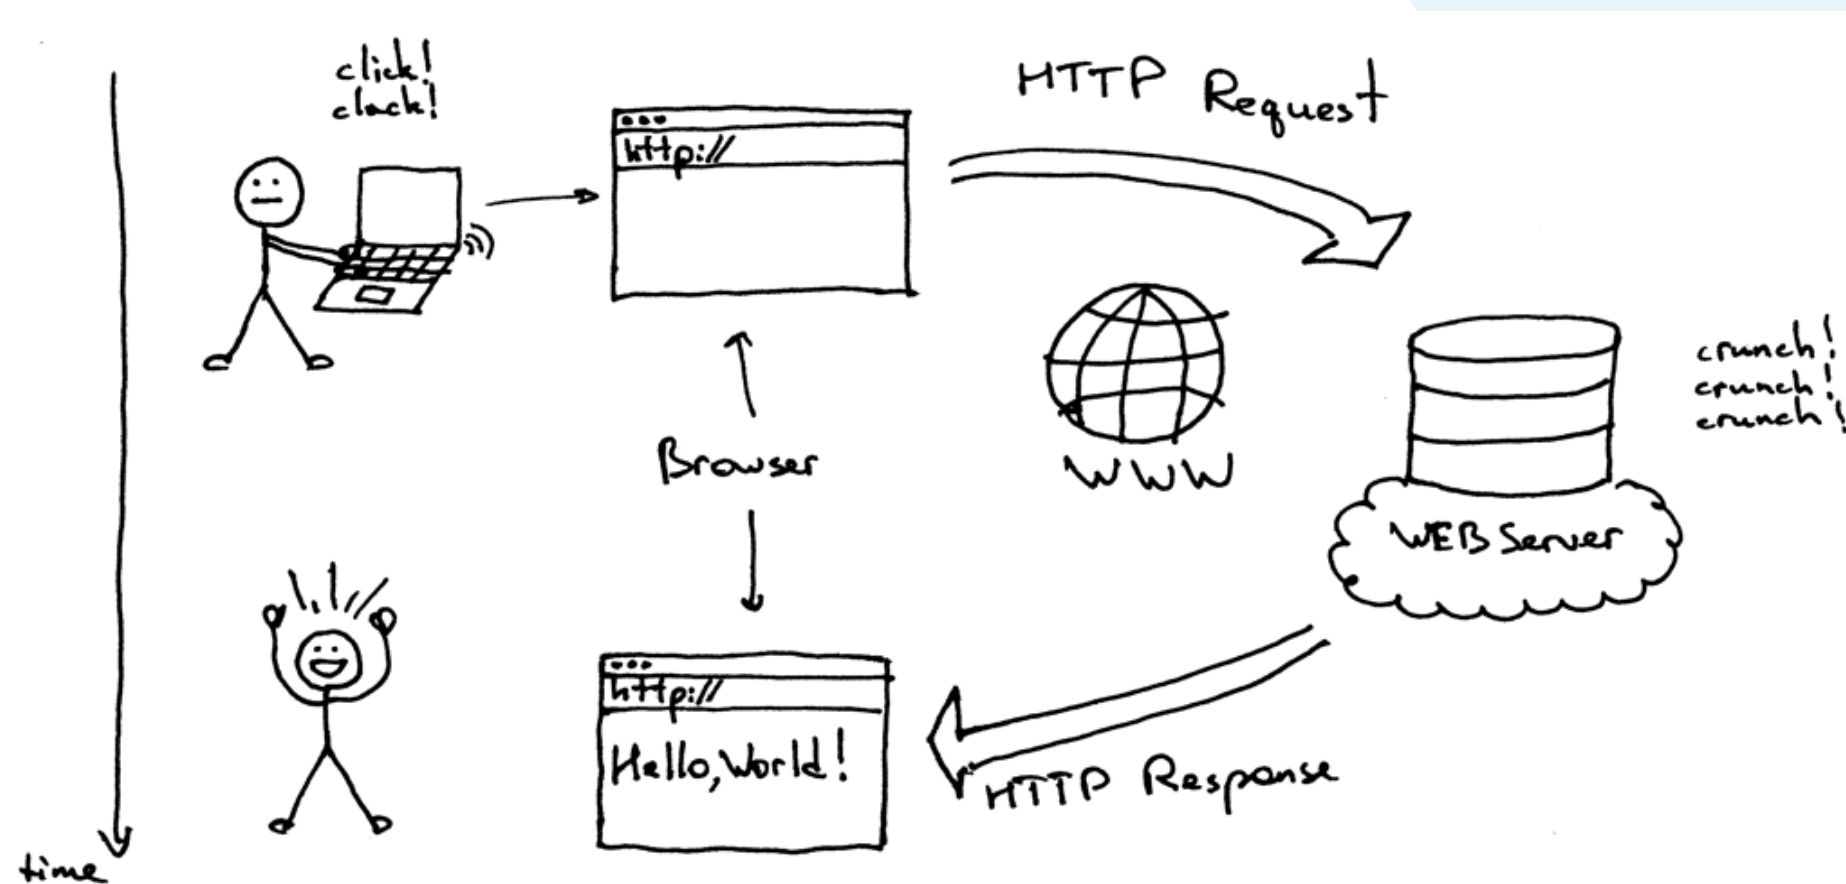 click!
clack!
HTTP Request
http://
crunch!
crunch!
crunch!
Browser
WWW
WEB Server
http://
Hello, World!
HTTP Response
time